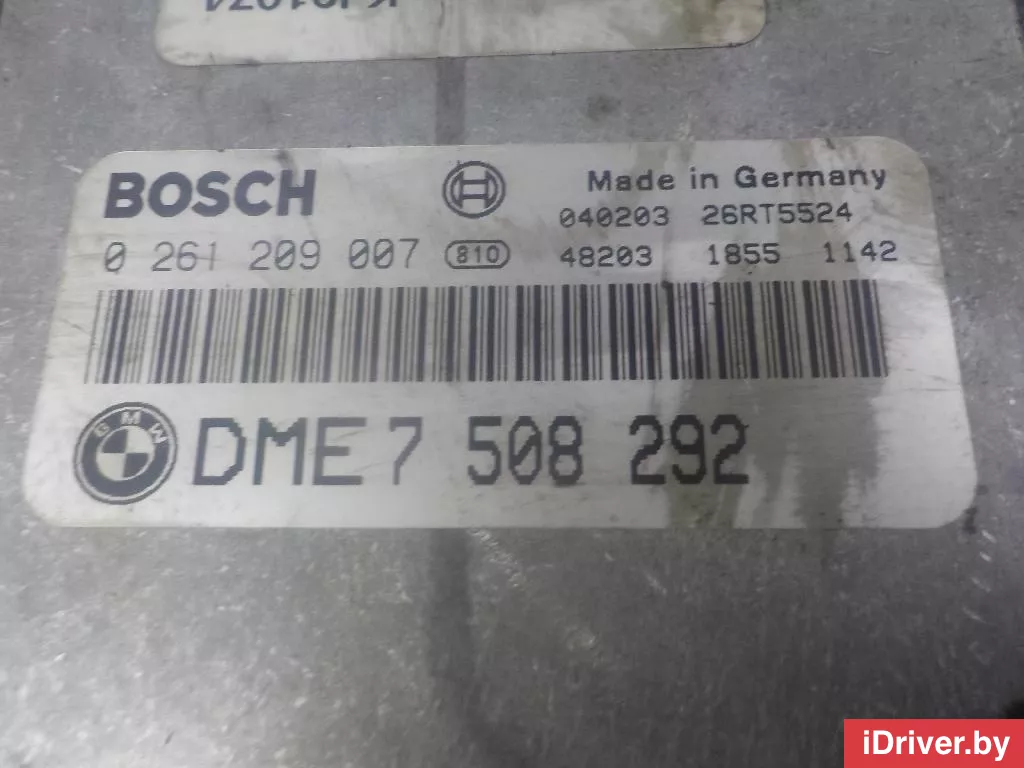 BOSCH
Made in Germany
040203 26RT5524
0 261 209 007 810 48203 1855 1142
BMW DME 7 508 292
iDriver.by